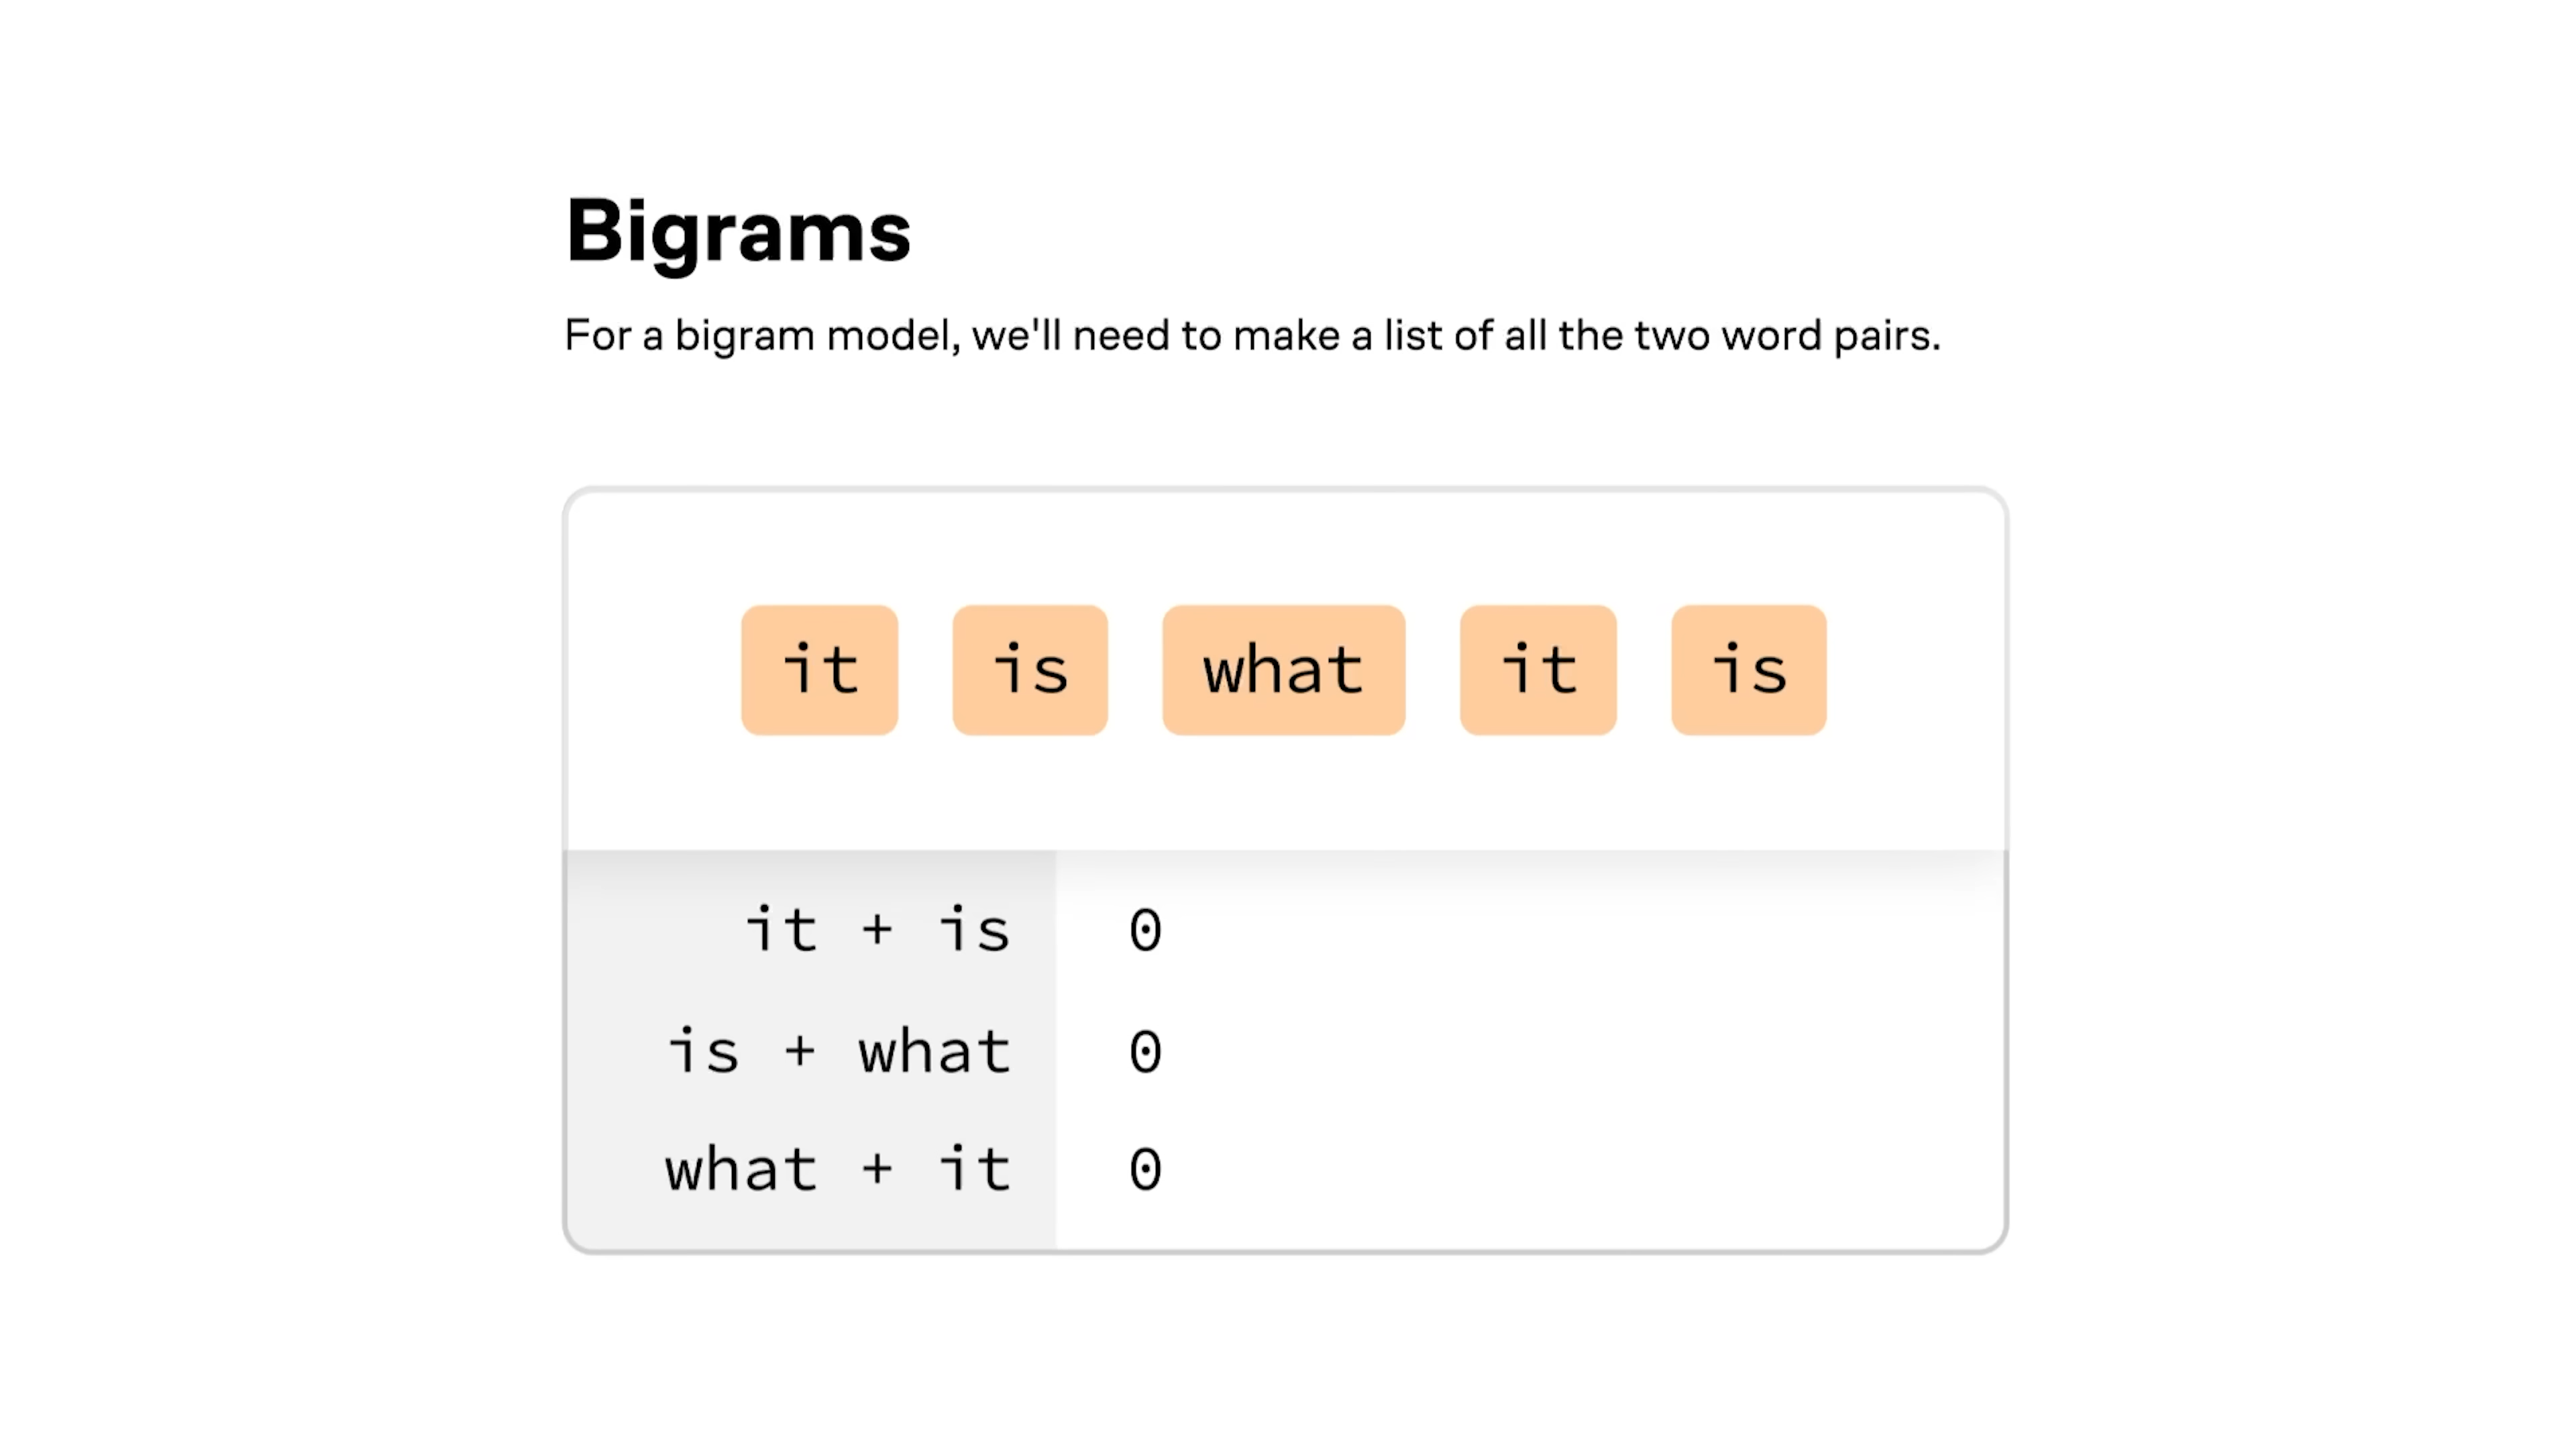 Bigrams
For a bigram model, we'll need to make a list of all the two word pairs.
it is what it is
it + is 0
is + what 0
what + it 0